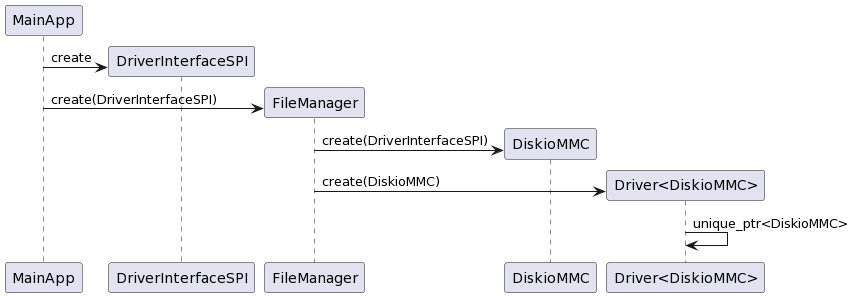 MainApp
create
DriverInterfaceSPI
create(DriverInterfaceSPI)
FileManager
create(DriverInterfaceSPI)
DiskioMMC
create(DiskioMMC)
Driver<DiskioMMC>
unique_ptr<DiskioMMC>
MainApp
DriverInterfaceSPI
FileManager
DiskioMMC
Driver<DiskioMMC>